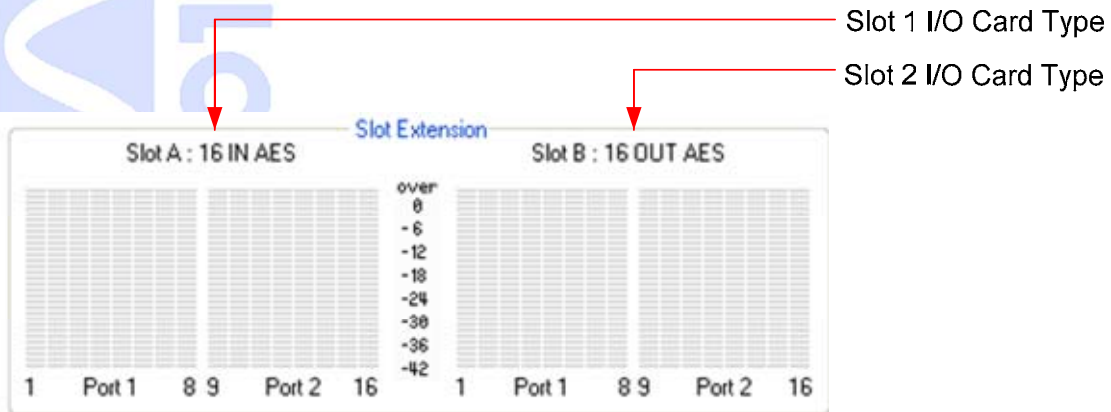 Slot 1 I/O Card Type
Slot 2 I/O Card Type
Slot Extension
Slot A : 16 IN AES
Slot B : 16 OUT AES
over
0
-6
-12
-18
-24
-30
-36
-42
1 Port 1 8 9 Port 2 16
1 Port 1 8 9 Port 2 16